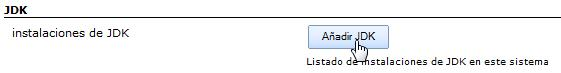 JDK
instalaciones de JDK
Añadir JDK
Listado de instalaciones de JDK en este sistema